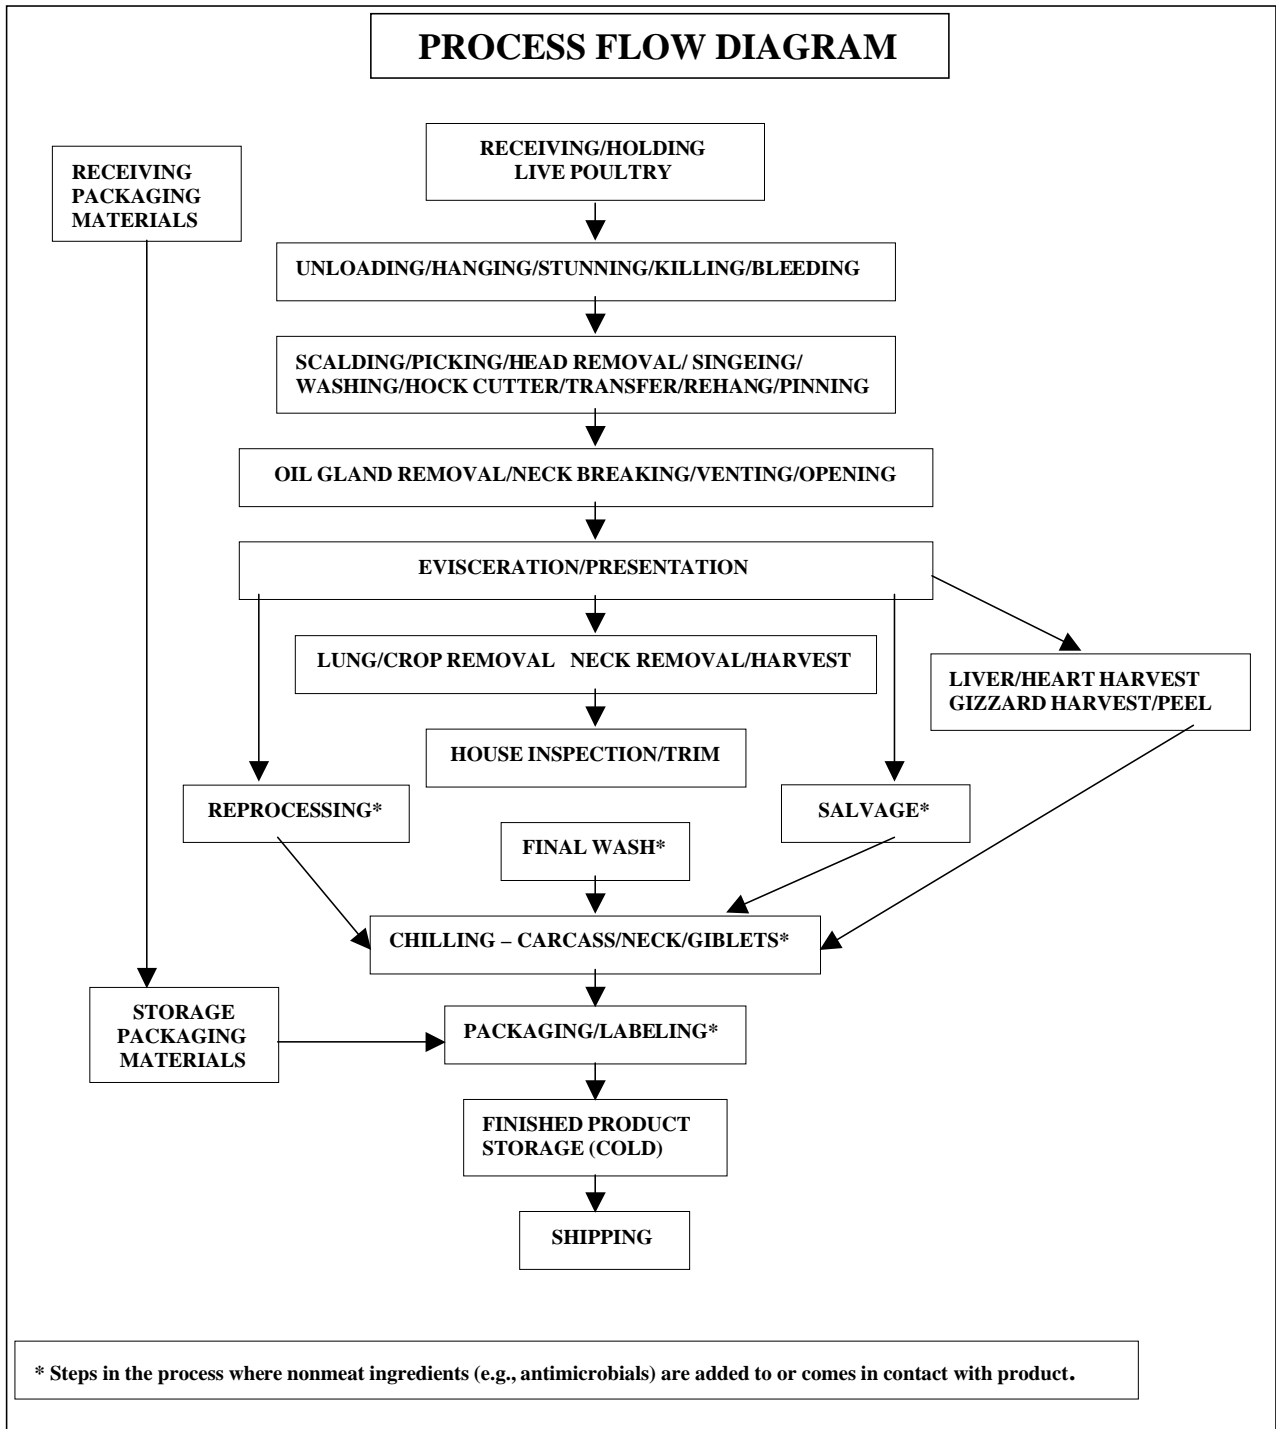 PROCESS FLOW DIAGRAM
RECEIVING/HOLDING
LIVE POULTRY
RECEIVING
PACKAGING
MATERIALS
UNLOADING/HANGING/STUNNING/KILLING/BLEEDING
SCALDING/PICKING/HEAD REMOVAL/ SINGEING/
WASHING/HOCK CUTTER/TRANSFER/REHANG/PINNING
OIL GLAND REMOVAL/NECK BREAKING/VENTING/OPENING
EVISCERATION/PRESENTATION
LUNG/CROP REMOVAL   NECK REMOVAL/HARVEST
LIVER/HEART HARVEST
GIZZARD HARVEST/PEEL
HOUSE INSPECTION/TRIM
REPROCESSING*
SALVAGE*
FINAL WASH*
CHILLING – CARCASS/NECK/GIBLETS*
STORAGE
PACKAGING
MATERIALS
PACKAGING/LABELING*
FINISHED PRODUCT
STORAGE (COLD)
SHIPPING
* Steps in the process where nonmeat ingredients (e.g., antimicrobials) are added to or comes in contact with product.